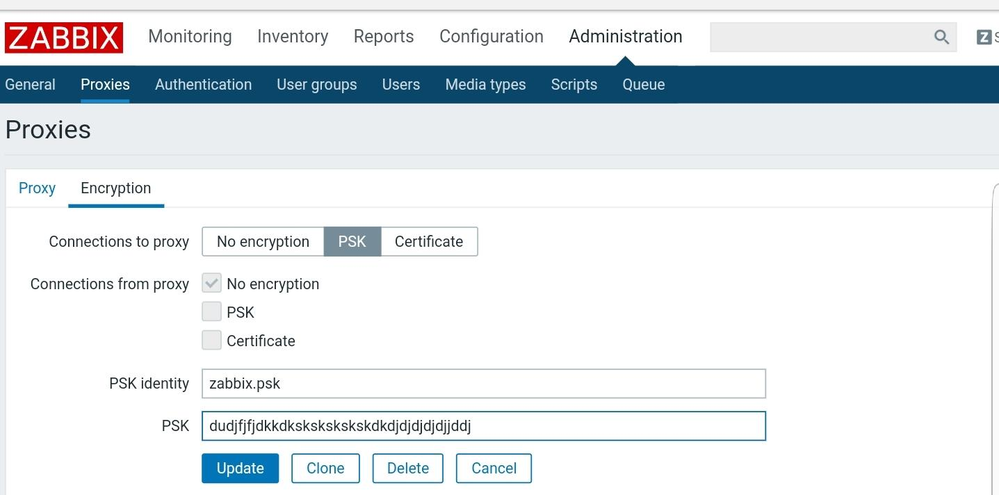 ZABBIX Monitoring Inventory Reports Configuration Administration Z S
General Proxies Authentication User groups Users Media types Scripts Queue
Proxies
Proxy Encryption
Connections to proxy No encryption PSK Certificate
Connections from proxy No encryption
PSK
Certificate
PSK identity zabbix.psk
PSK dudjfjfjdkkdkskskskskskdkdjdjdjdjdjjddj
Update Clone Delete Cancel